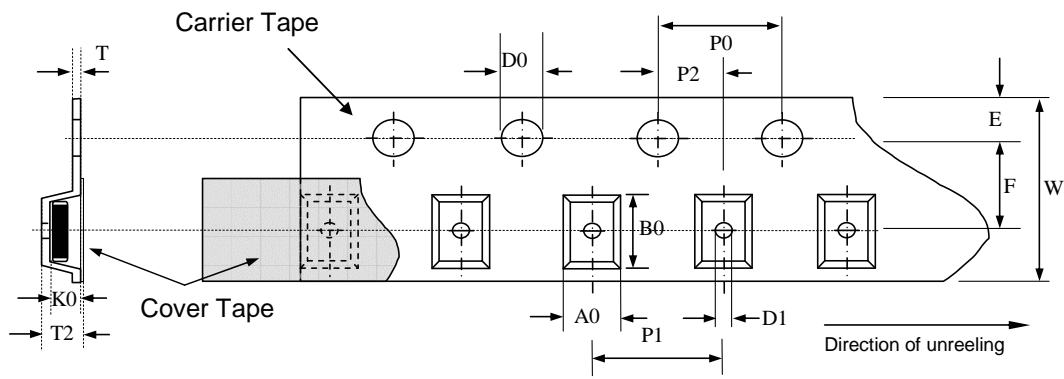 Carrier Tape
T
D0
P0
P2
E
F
W
B0
K0
Cover Tape
T2
A0
D1
P1
Direction of unreeling